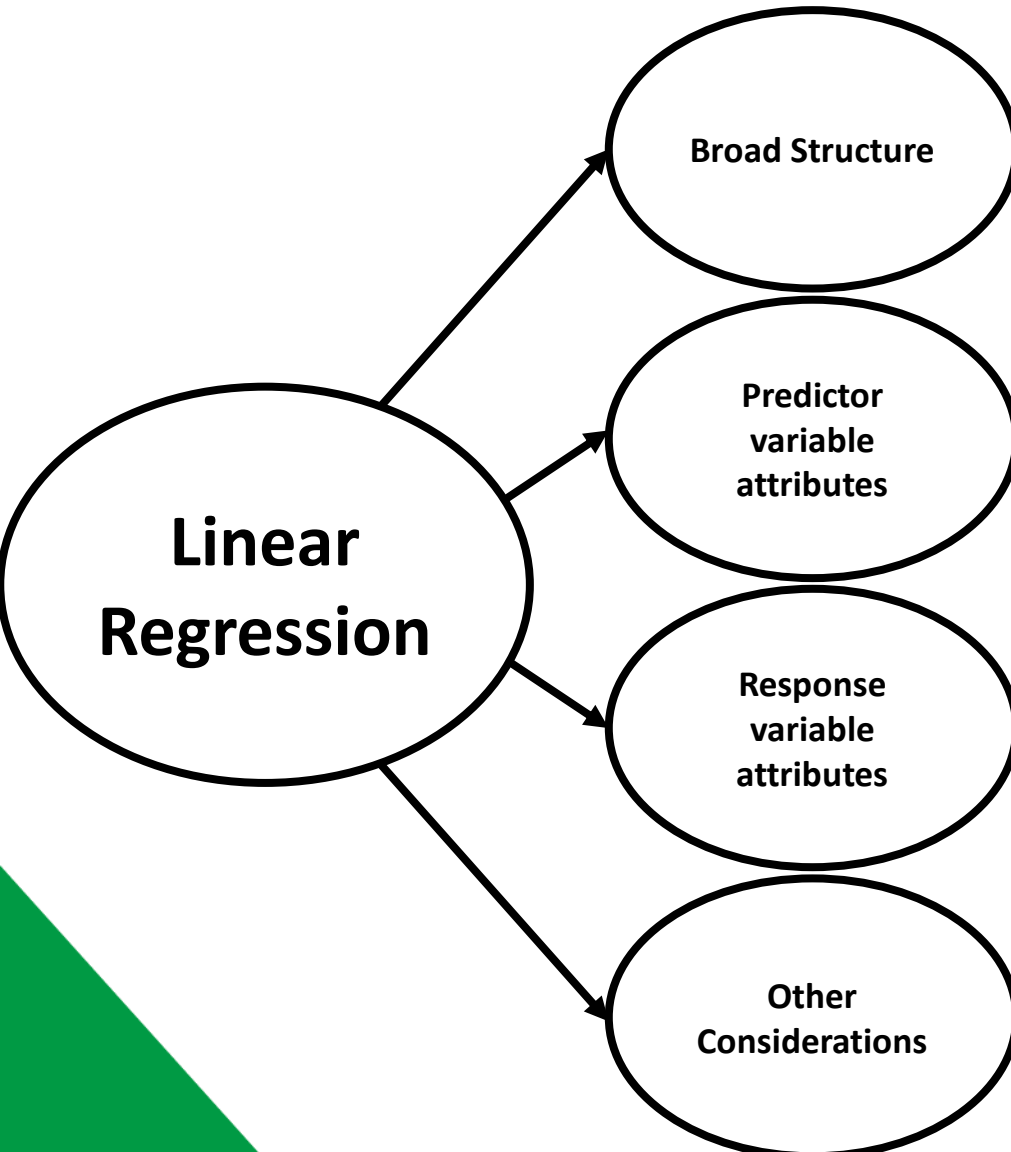 Broad Structure
Predictor
variable
attributes
Linear
Regression
Response
variable
attributes
Other
Considerations